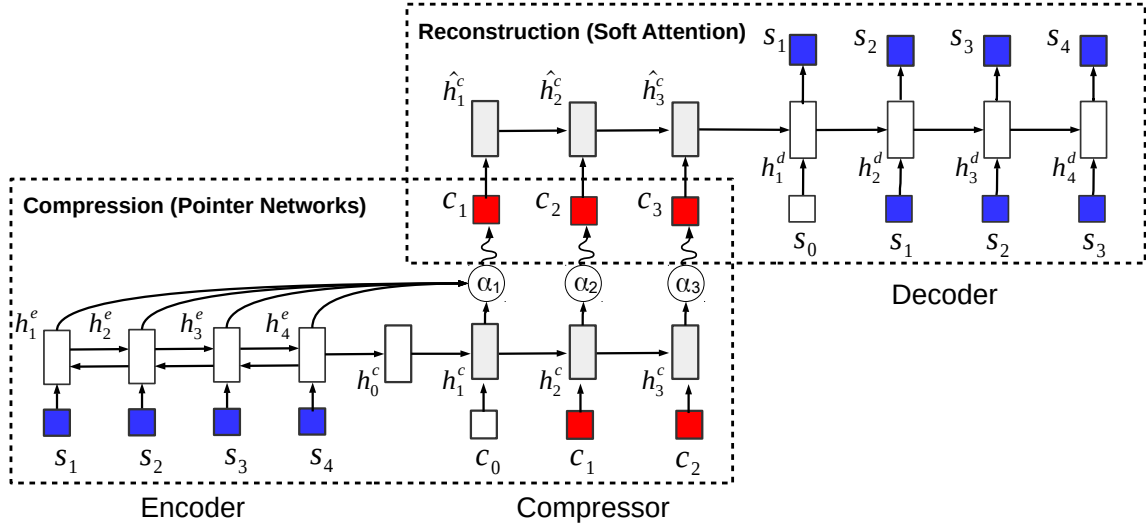 Reconstruction (Soft Attention)
s₁ s₂ s₃ s₄
ĥ₁ᶜ ĥ₂ᶜ ĥ₃ᶜ
h₁ᵈ h₂ᵈ h₃ᵈ h₄ᵈ
Compression (Pointer Networks)
c₁ c₂ c₃
s₀ s₁ s₂ s₃
α₁ α₂ α₃
Decoder
h₁ᵉ h₂ᵉ h₃ᵉ h₄ᵉ
h₀ᶜ h₁ᶜ h₂ᶜ h₃ᶜ
s₁ s₂ s₃ s₄ c₀ c₁ c₂
Encoder Compressor